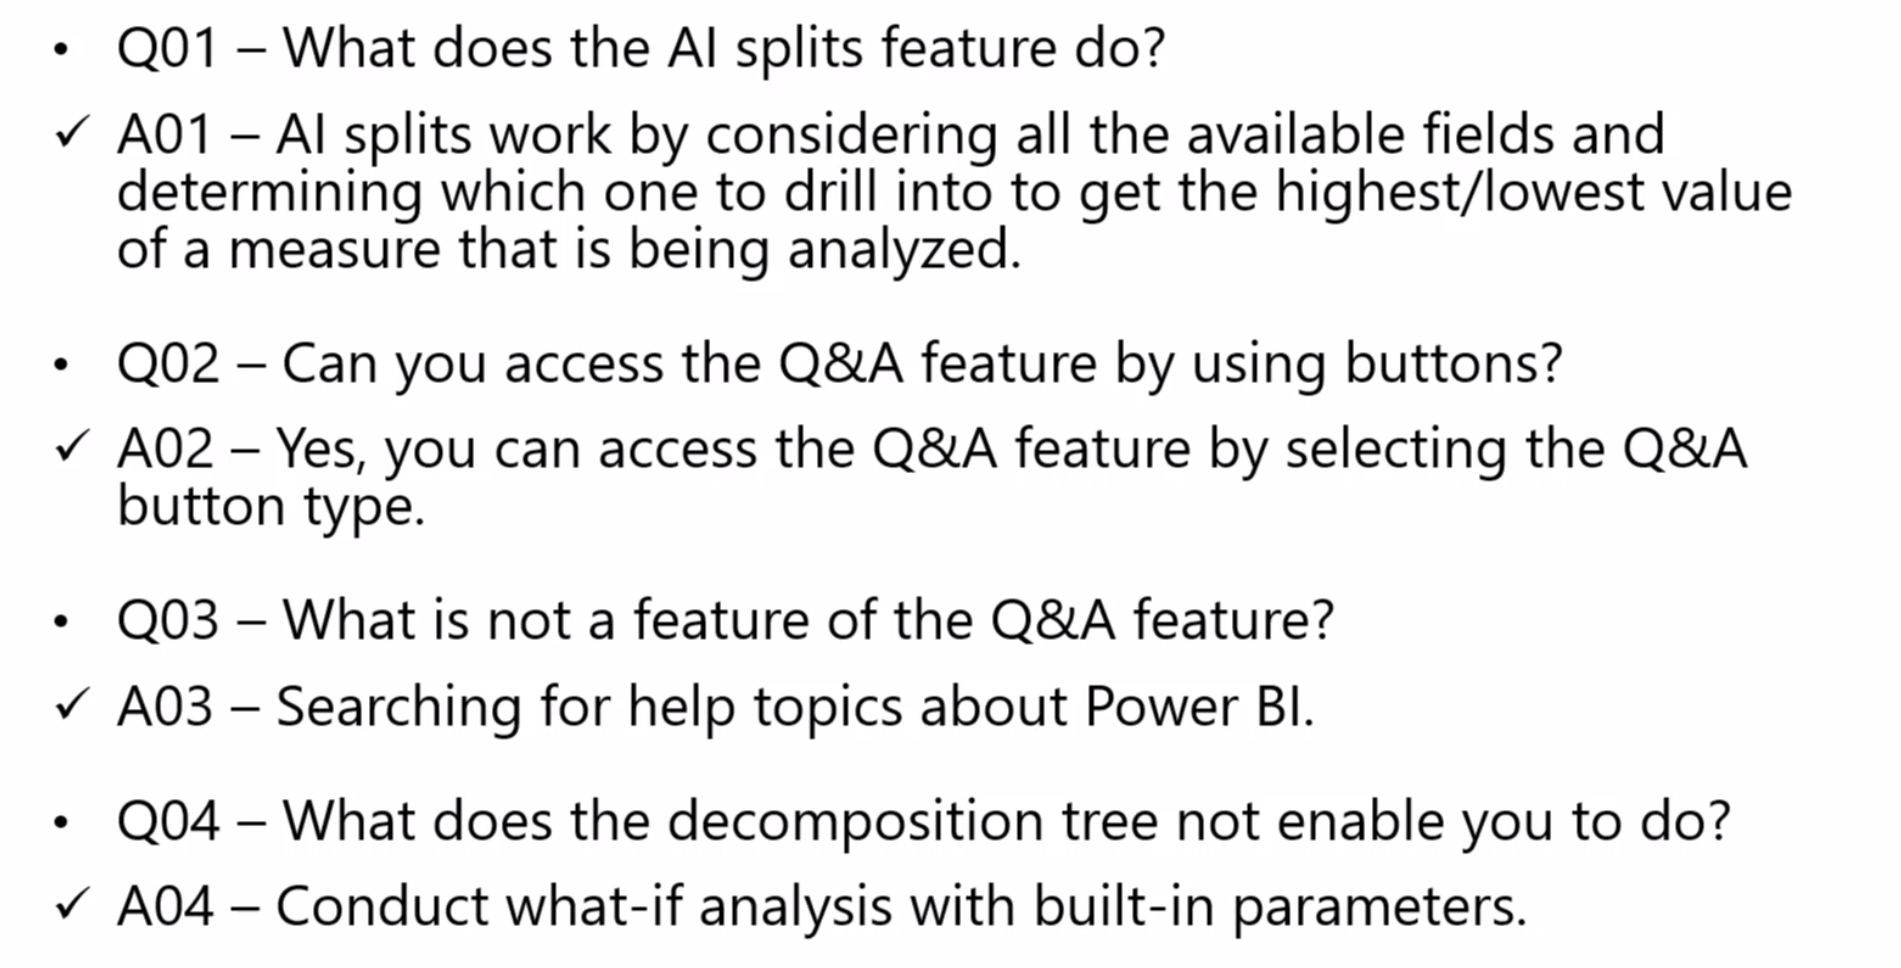 • Q01 – What does the AI splits feature do?
✓ A01 – AI splits work by considering all the available fields and
determining which one to drill into to get the highest/lowest value
of a measure that is being analyzed.
• Q02 – Can you access the Q&A feature by using buttons?
✓ A02 – Yes, you can access the Q&A feature by selecting the Q&A
button type.
• Q03 – What is not a feature of the Q&A feature?
✓ A03 – Searching for help topics about Power BI.
• Q04 – What does the decomposition tree not enable you to do?
✓ A04 – Conduct what-if analysis with built-in parameters.